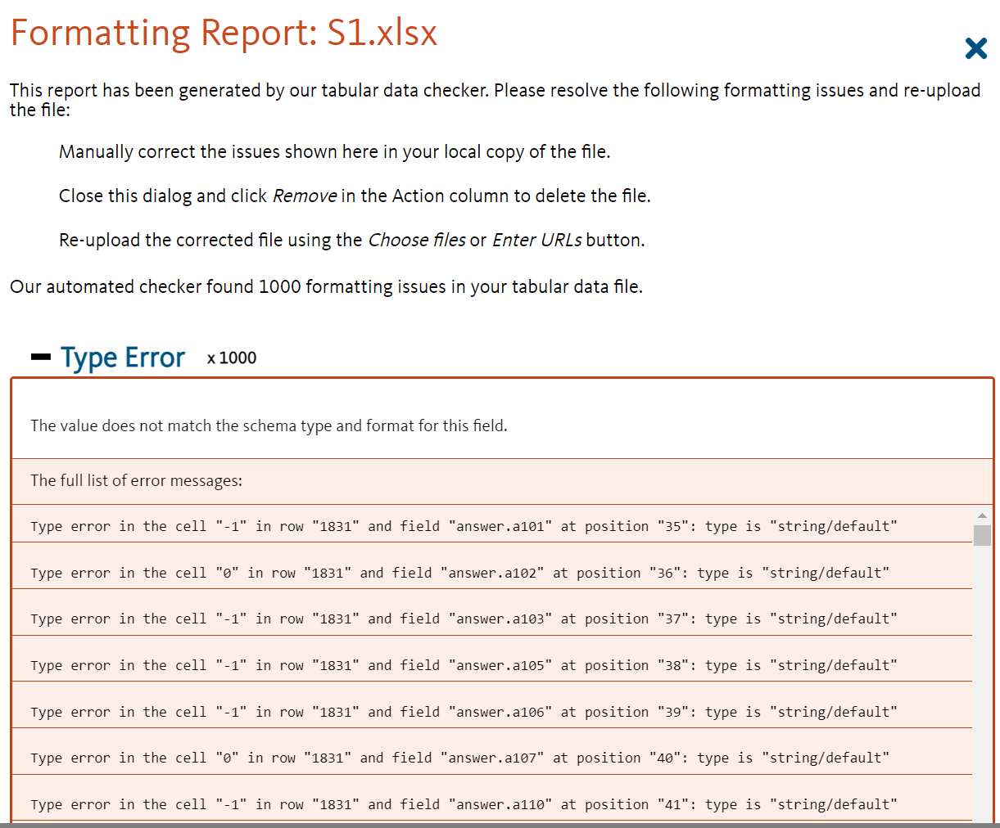 Formatting Report: S1.xlsx
This report has been generated by our tabular data checker. Please resolve the following formatting issues and re-upload
the file:
Manually correct the issues shown here in your local copy of the file.
Close this dialog and click Remove in the Action column to delete the file.
Re-upload the corrected file using the Choose files or Enter URLs button.
Our automated checker found 1000 formatting issues in your tabular data file.
Type Error x 1000
The value does not match the schema type and format for this field.
The full list of error messages:
Type error in the cell "-1" in row "1831" and field "answer.a101" at position "35": type is "string/default"
Type error in the cell "0" in row "1831" and field "answer.a102" at position "36": type is "string/default"
Type error in the cell "-1" in row "1831" and field "answer.a103" at position "37": type is "string/default"
Type error in the cell "-1" in row "1831" and field "answer.a105" at position "38": type is "string/default"
Type error in the cell "-1" in row "1831" and field "answer.a106" at position "39": type is "string/default"
Type error in the cell "0" in row "1831" and field "answer.a107" at position "40": type is "string/default"
Type error in the cell "-1" in row "1831" and field "answer.a110" at position "41": type is "string/default"